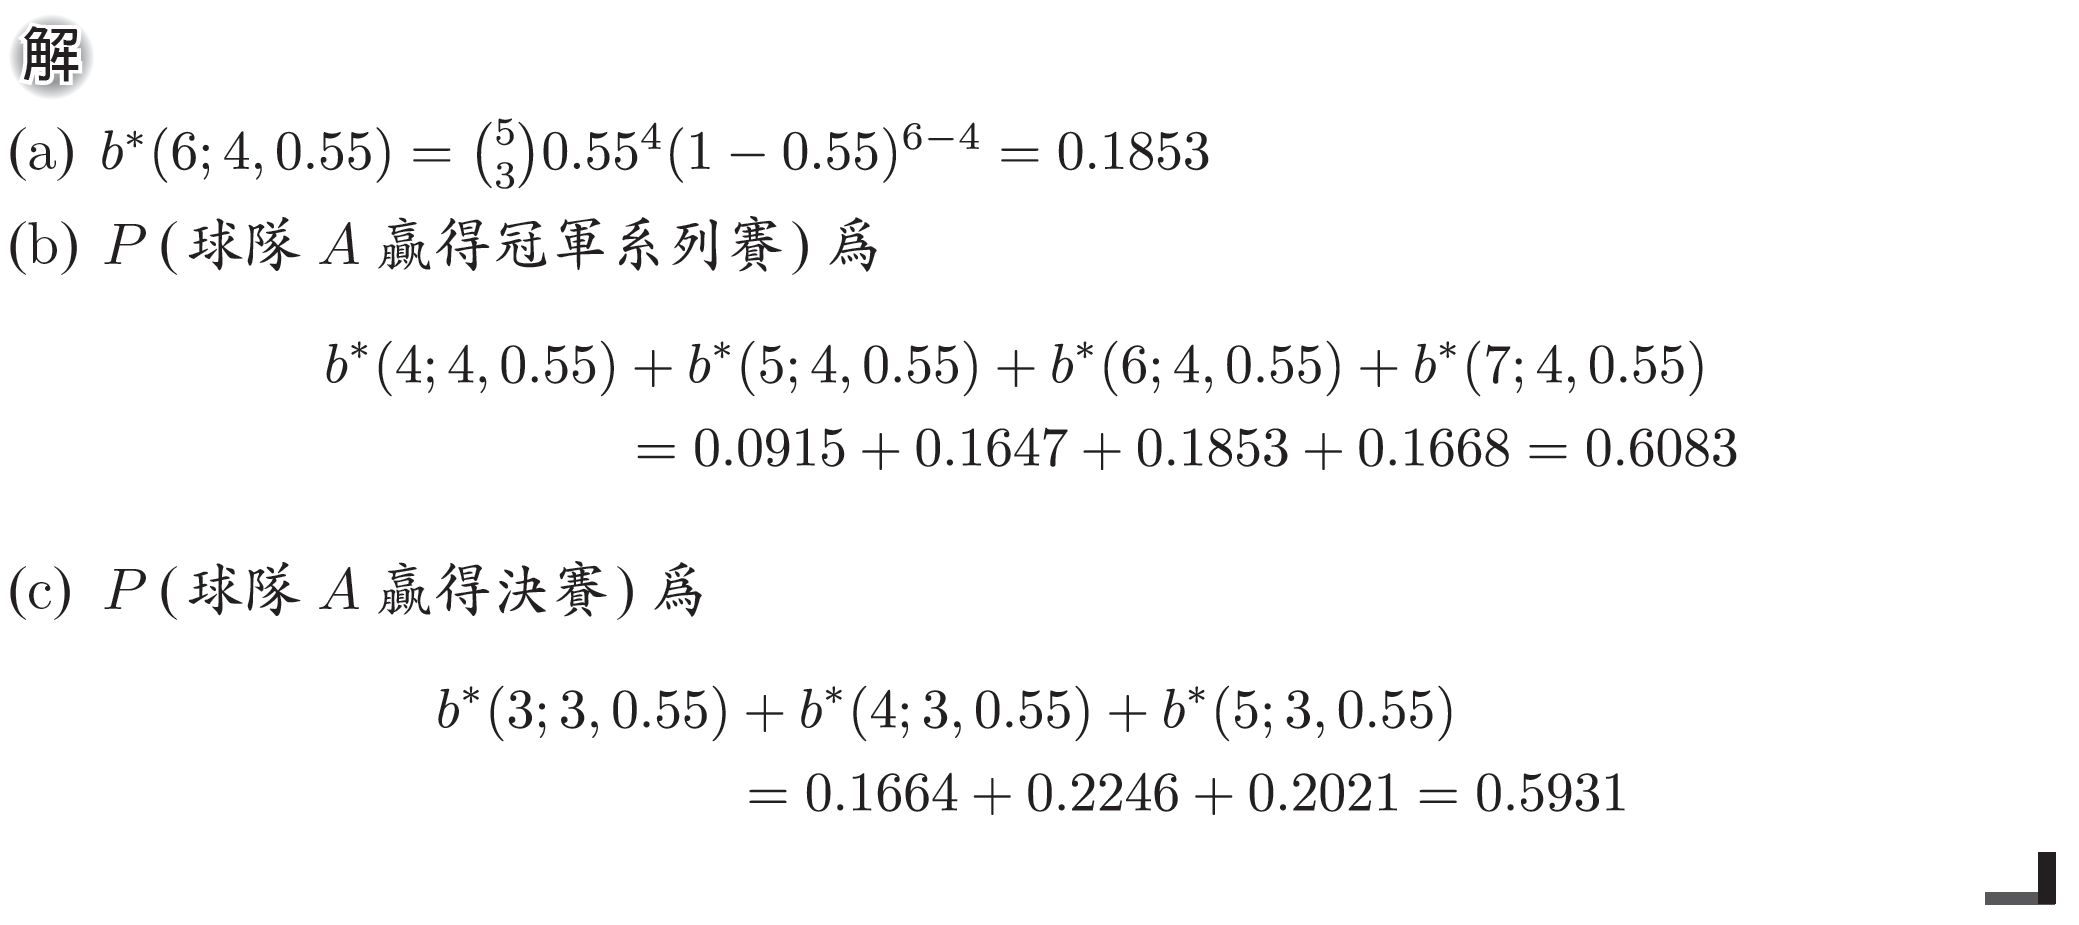 解
(a) b*(6; 4, 0.55) = \binom{5}{3}0.55^4(1 − 0.55)^{6−4} = 0.1853
(b) P(球隊 A 贏得冠軍系列賽) 爲
b*(4; 4, 0.55) + b*(5; 4, 0.55) + b*(6; 4, 0.55) + b*(7; 4, 0.55)
= 0.0915 + 0.1647 + 0.1853 + 0.1668 = 0.6083
(c) P(球隊 A 贏得決賽) 爲
b*(3; 3, 0.55) + b*(4; 3, 0.55) + b*(5; 3, 0.55)
= 0.1664 + 0.2246 + 0.2021 = 0.5931